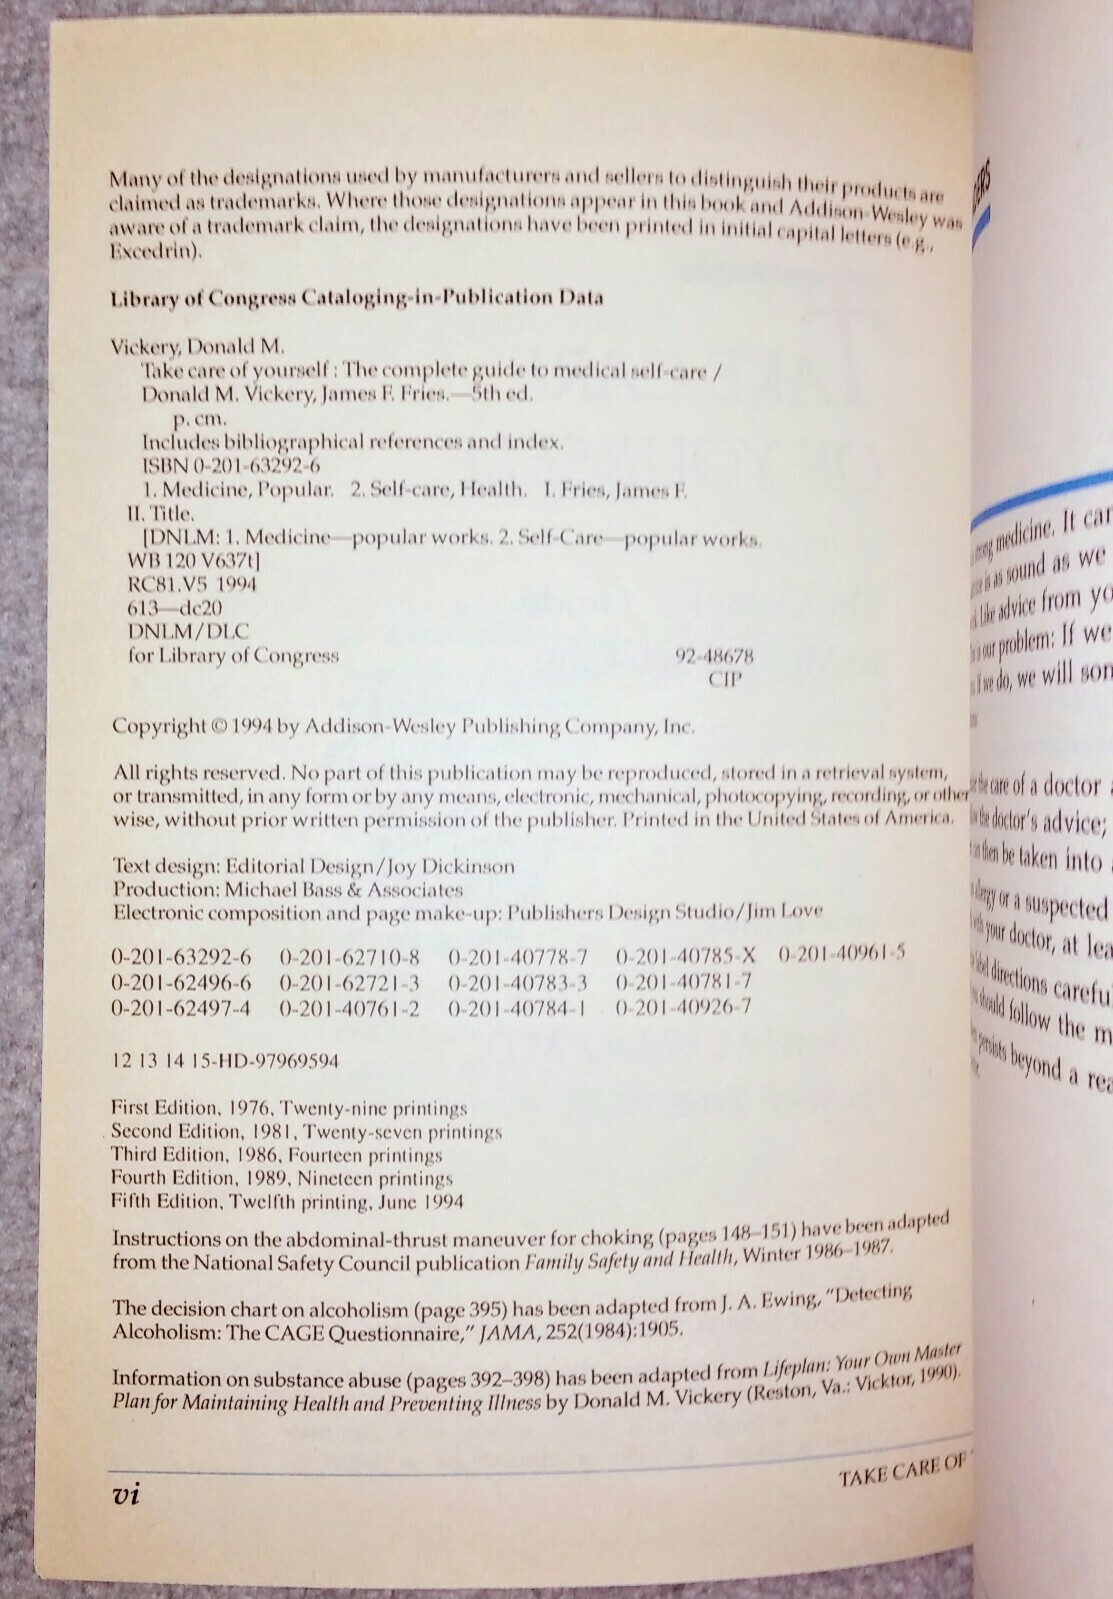 Many of the designations used by manufacturers and sellers to distinguish their products are
claimed as trademarks. Where those designations appear in this book and Addison-Wesley was
aware of a trademark claim, the designations have been printed in initial capital letters (e.g.,
Excedrin).
Library of Congress Cataloging-in-Publication Data
Vickery, Donald M.
Take care of yourself : The complete guide to medical self-care /
Donald M. Vickery, James F. Fries.—5th ed.
p. cm.
Includes bibliographical references and index.
ISBN 0-201-63292-6
1. Medicine, Popular. 2. Self-care, Health. I. Fries, James F.
II. Title.
[DNLM: 1. Medicine—popular works. 2. Self-Care—popular works.
WB 120 V637t]
RC81.V5 1994
613—dc20
DNLM/DLC
for Library of Congress 92-48678
CIP
Copyright © 1994 by Addison-Wesley Publishing Company, Inc.
All rights reserved. No part of this publication may be reproduced, stored in a retrieval system,
or transmitted, in any form or by any means, electronic, mechanical, photocopying, recording, or other
wise, without prior written permission of the publisher. Printed in the United States of America.
Text design: Editorial Design/Joy Dickinson
Production: Michael Bass & Associates
Electronic composition and page make-up: Publishers Design Studio/Jim Love
0-201-63292-6 0-201-62710-8 0-201-40778-7 0-201-40785-X 0-201-40961-5
0-201-62496-6 0-201-62721-3 0-201-40783-3 0-201-40781-7
0-201-62497-4 0-201-40761-2 0-201-40784-1 0-201-40926-7
12 13 14 15-HD-97969594
First Edition, 1976, Twenty-nine printings
Second Edition, 1981, Twenty-seven printings
Third Edition, 1986, Fourteen printings
Fourth Edition, 1989, Nineteen printings
Fifth Edition, Twelfth printing, June 1994
Instructions on the abdominal-thrust maneuver for choking (pages 148–151) have been adapted
from the National Safety Council publication Family Safety and Health, Winter 1986–1987.
The decision chart on alcoholism (page 395) has been adapted from J. A. Ewing, "Detecting
Alcoholism: The CAGE Questionnaire," JAMA, 252(1984):1905.
Information on substance abuse (pages 392–398) has been adapted from Lifeplan: Your Own Master
Plan for Maintaining Health and Preventing Illness by Donald M. Vickery (Reston, Va.: Vicktor, 1990).
vi TAKE CARE OF
medicine. It
is as sound as we
advice from
our problem: If we
we do, we will
care of a doctor
doctor's advice;
then be taken into
or a suspected
your doctor, at
directions
should follow the
persists beyond a